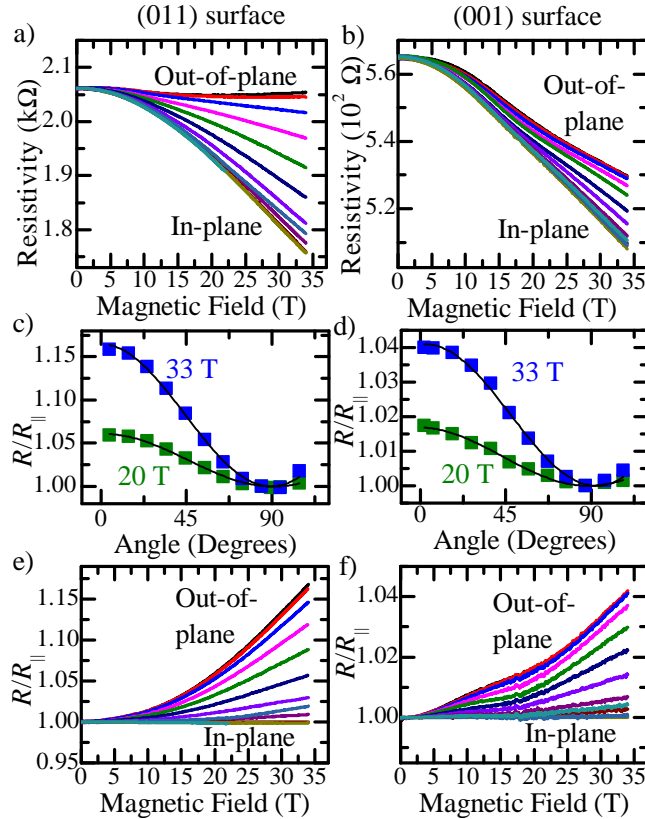 (011) surface
(001) surface
a)
2.1
2.0
1.9
1.8
Resistivity (kΩ)
Out-of-plane
In-plane
0 5 10 15 20 25 30 35
Magnetic Field (T)
b)
5.6
5.4
5.2
Resistivity (10² Ω)
Out-of-
plane
In-plane
0 5 10 15 20 25 30 35
Magnetic Field (T)
c)
1.15
1.10
1.05
1.00
R/R||
33 T
20 T
0 45 90
Angle (Degrees)
d)
1.04
1.02
1.00
R/R||
33 T
20 T
0 45 90
Angle (Degrees)
e)
1.15
1.10
1.05
1.00
0.95
R/R||
Out-of-
plane
In-plane
0 5 10 15 20 25 30 35
Magnetic Field (T)
f)
1.04
1.02
1.00
R/R||
Out-of-
plane
In-plane
0 5 10 15 20 25 30 35
Magnetic Field (T)